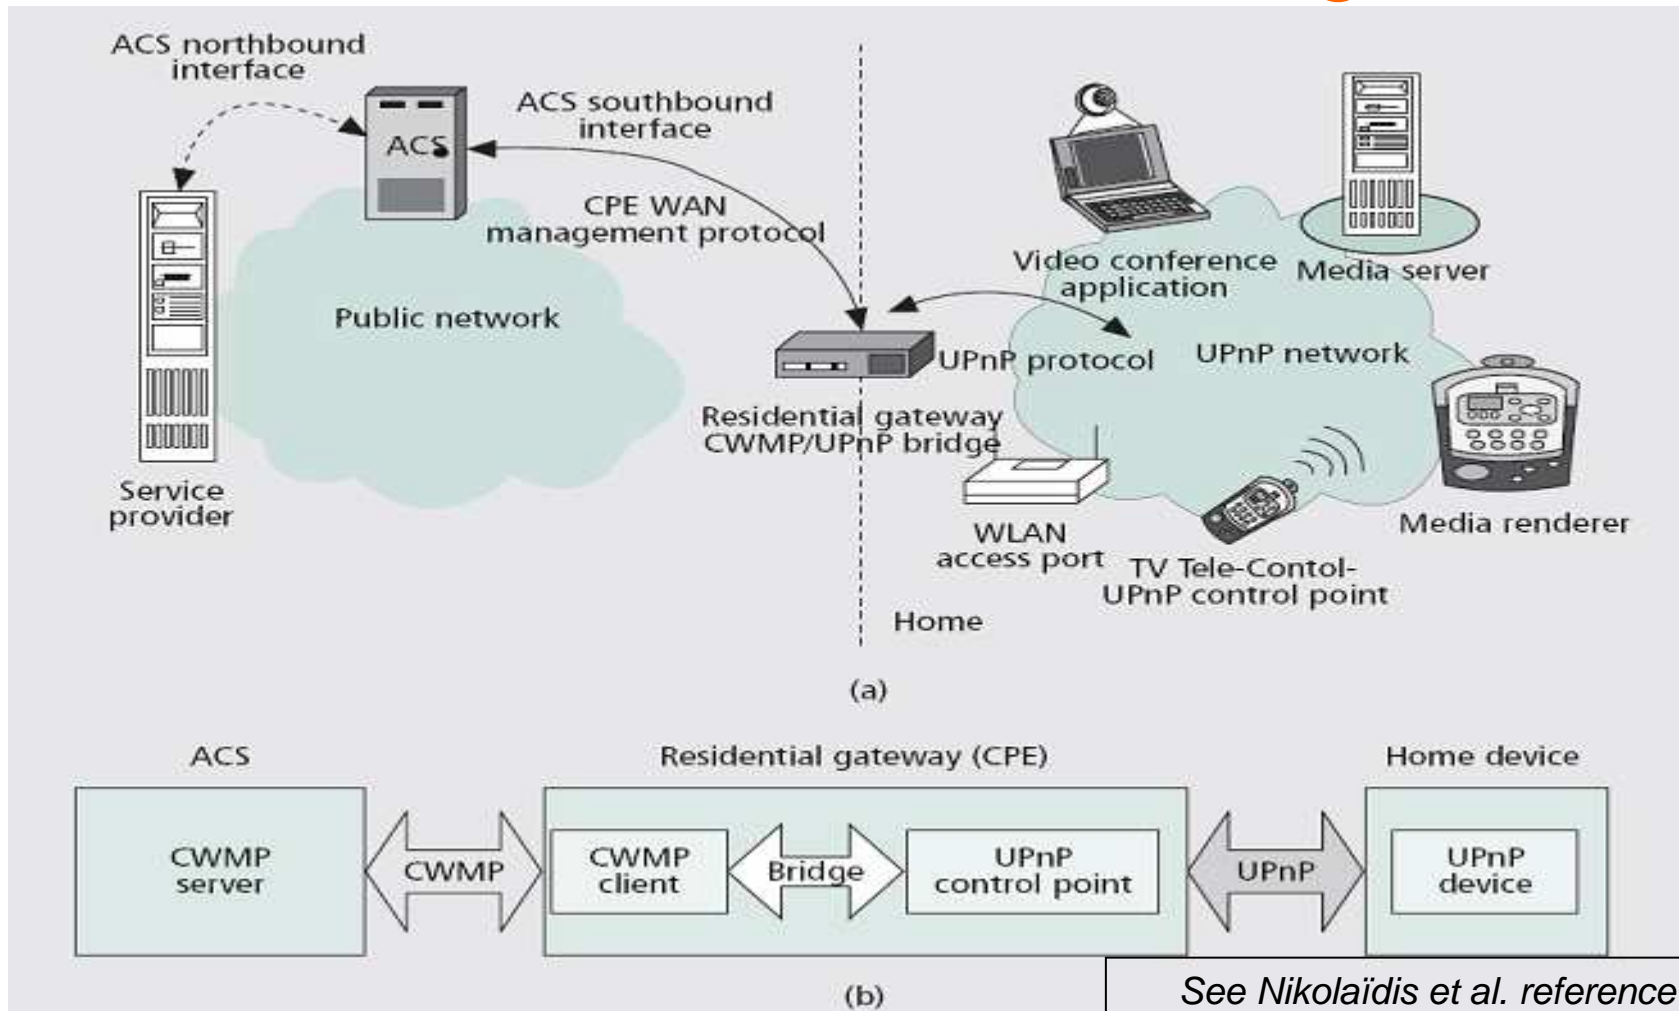 ACS northbound
interface
ACS southbound
interface
ACS
CPE WAN
management protocol
Public network
Service
provider
Residential gateway
CWMP/UPnP bridge
Video conference
application
Media server
UPnP protocol
UPnP network
WLAN
access port
TV Tele-Contol-
UPnP control point
Media renderer
Home
(a)
ACS
Residential gateway (CPE)
Home device
CWMP
server
CWMP
CWMP
client
Bridge
UPnP
control point
UPnP
UPnP
device
(b)
See Nikolaïdis et al. reference